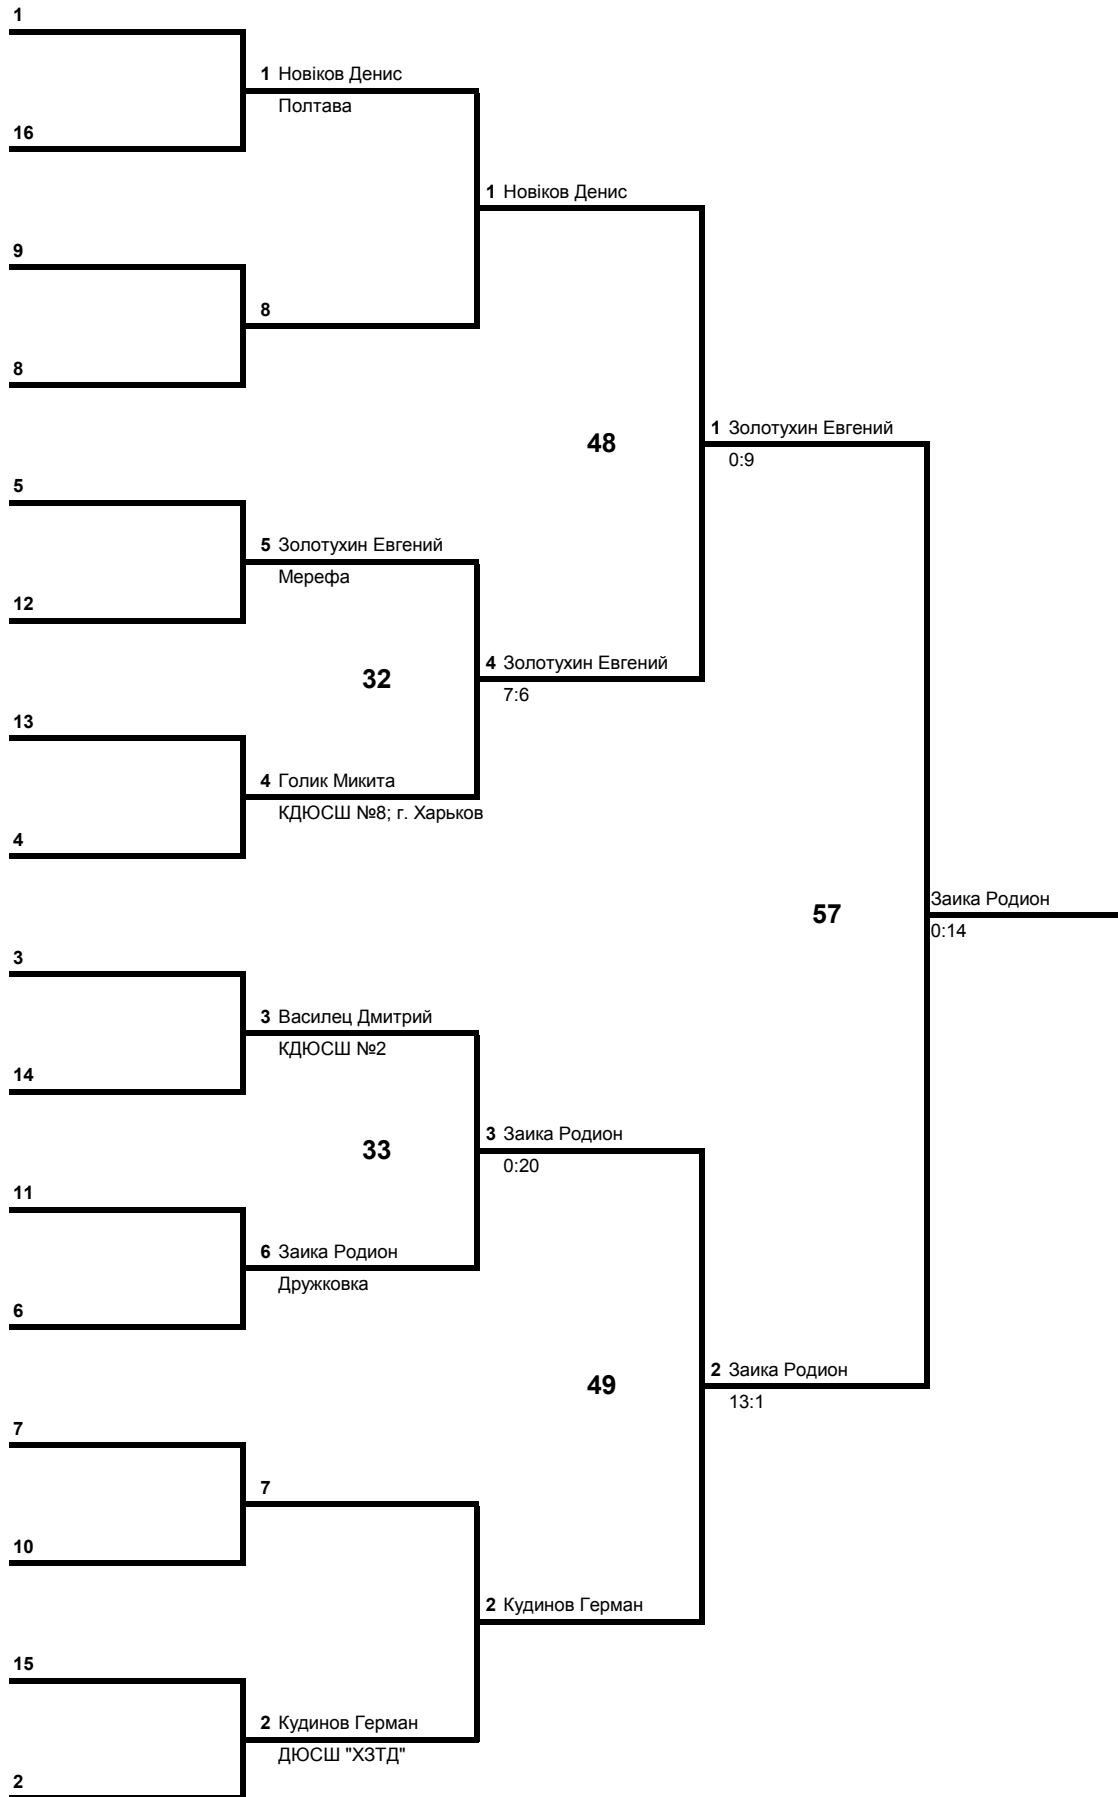 1
1 Новіков Денис
Полтава
16
1 Новіков Денис
9
8
8
48
1 Золотухин Евгений
0:9
5
5 Золотухин Евгений
Мерефа
12
32
4 Золотухин Евгений
7:6
13
4 Голик Микита
КДЮСШ №8; г. Харьков
4
57
Заика Родион
0:14
3
3 Василец Дмитрий
КДЮСШ №2
14
33
3 Заика Родион
0:20
11
6 Заика Родион
Дружковка
6
49
2 Заика Родион
13:1
7
7
10
2 Кудинов Герман
15
2 Кудинов Герман
ДЮСШ "ХЗТД"
2